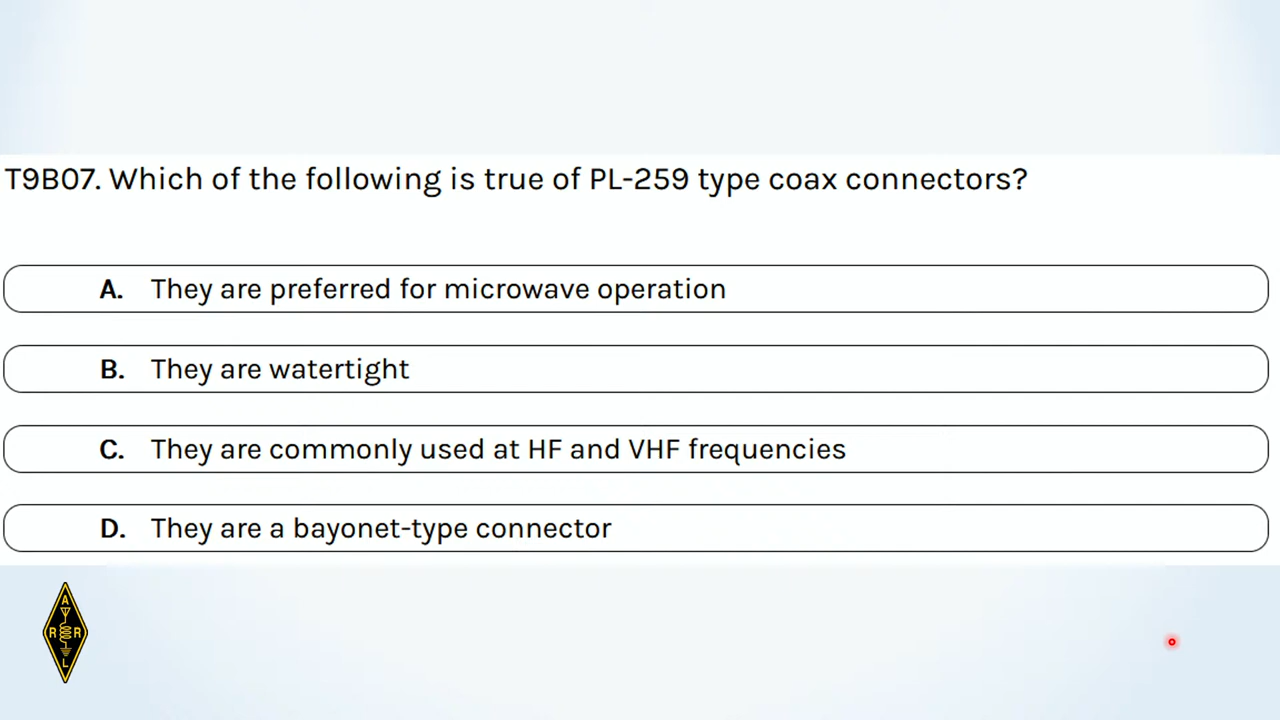 T9B07. Which of the following is true of PL-259 type coax connectors?
A. They are preferred for microwave operation
B. They are watertight
C. They are commonly used at HF and VHF frequencies
D. They are a bayonet-type connector
A
R R
L